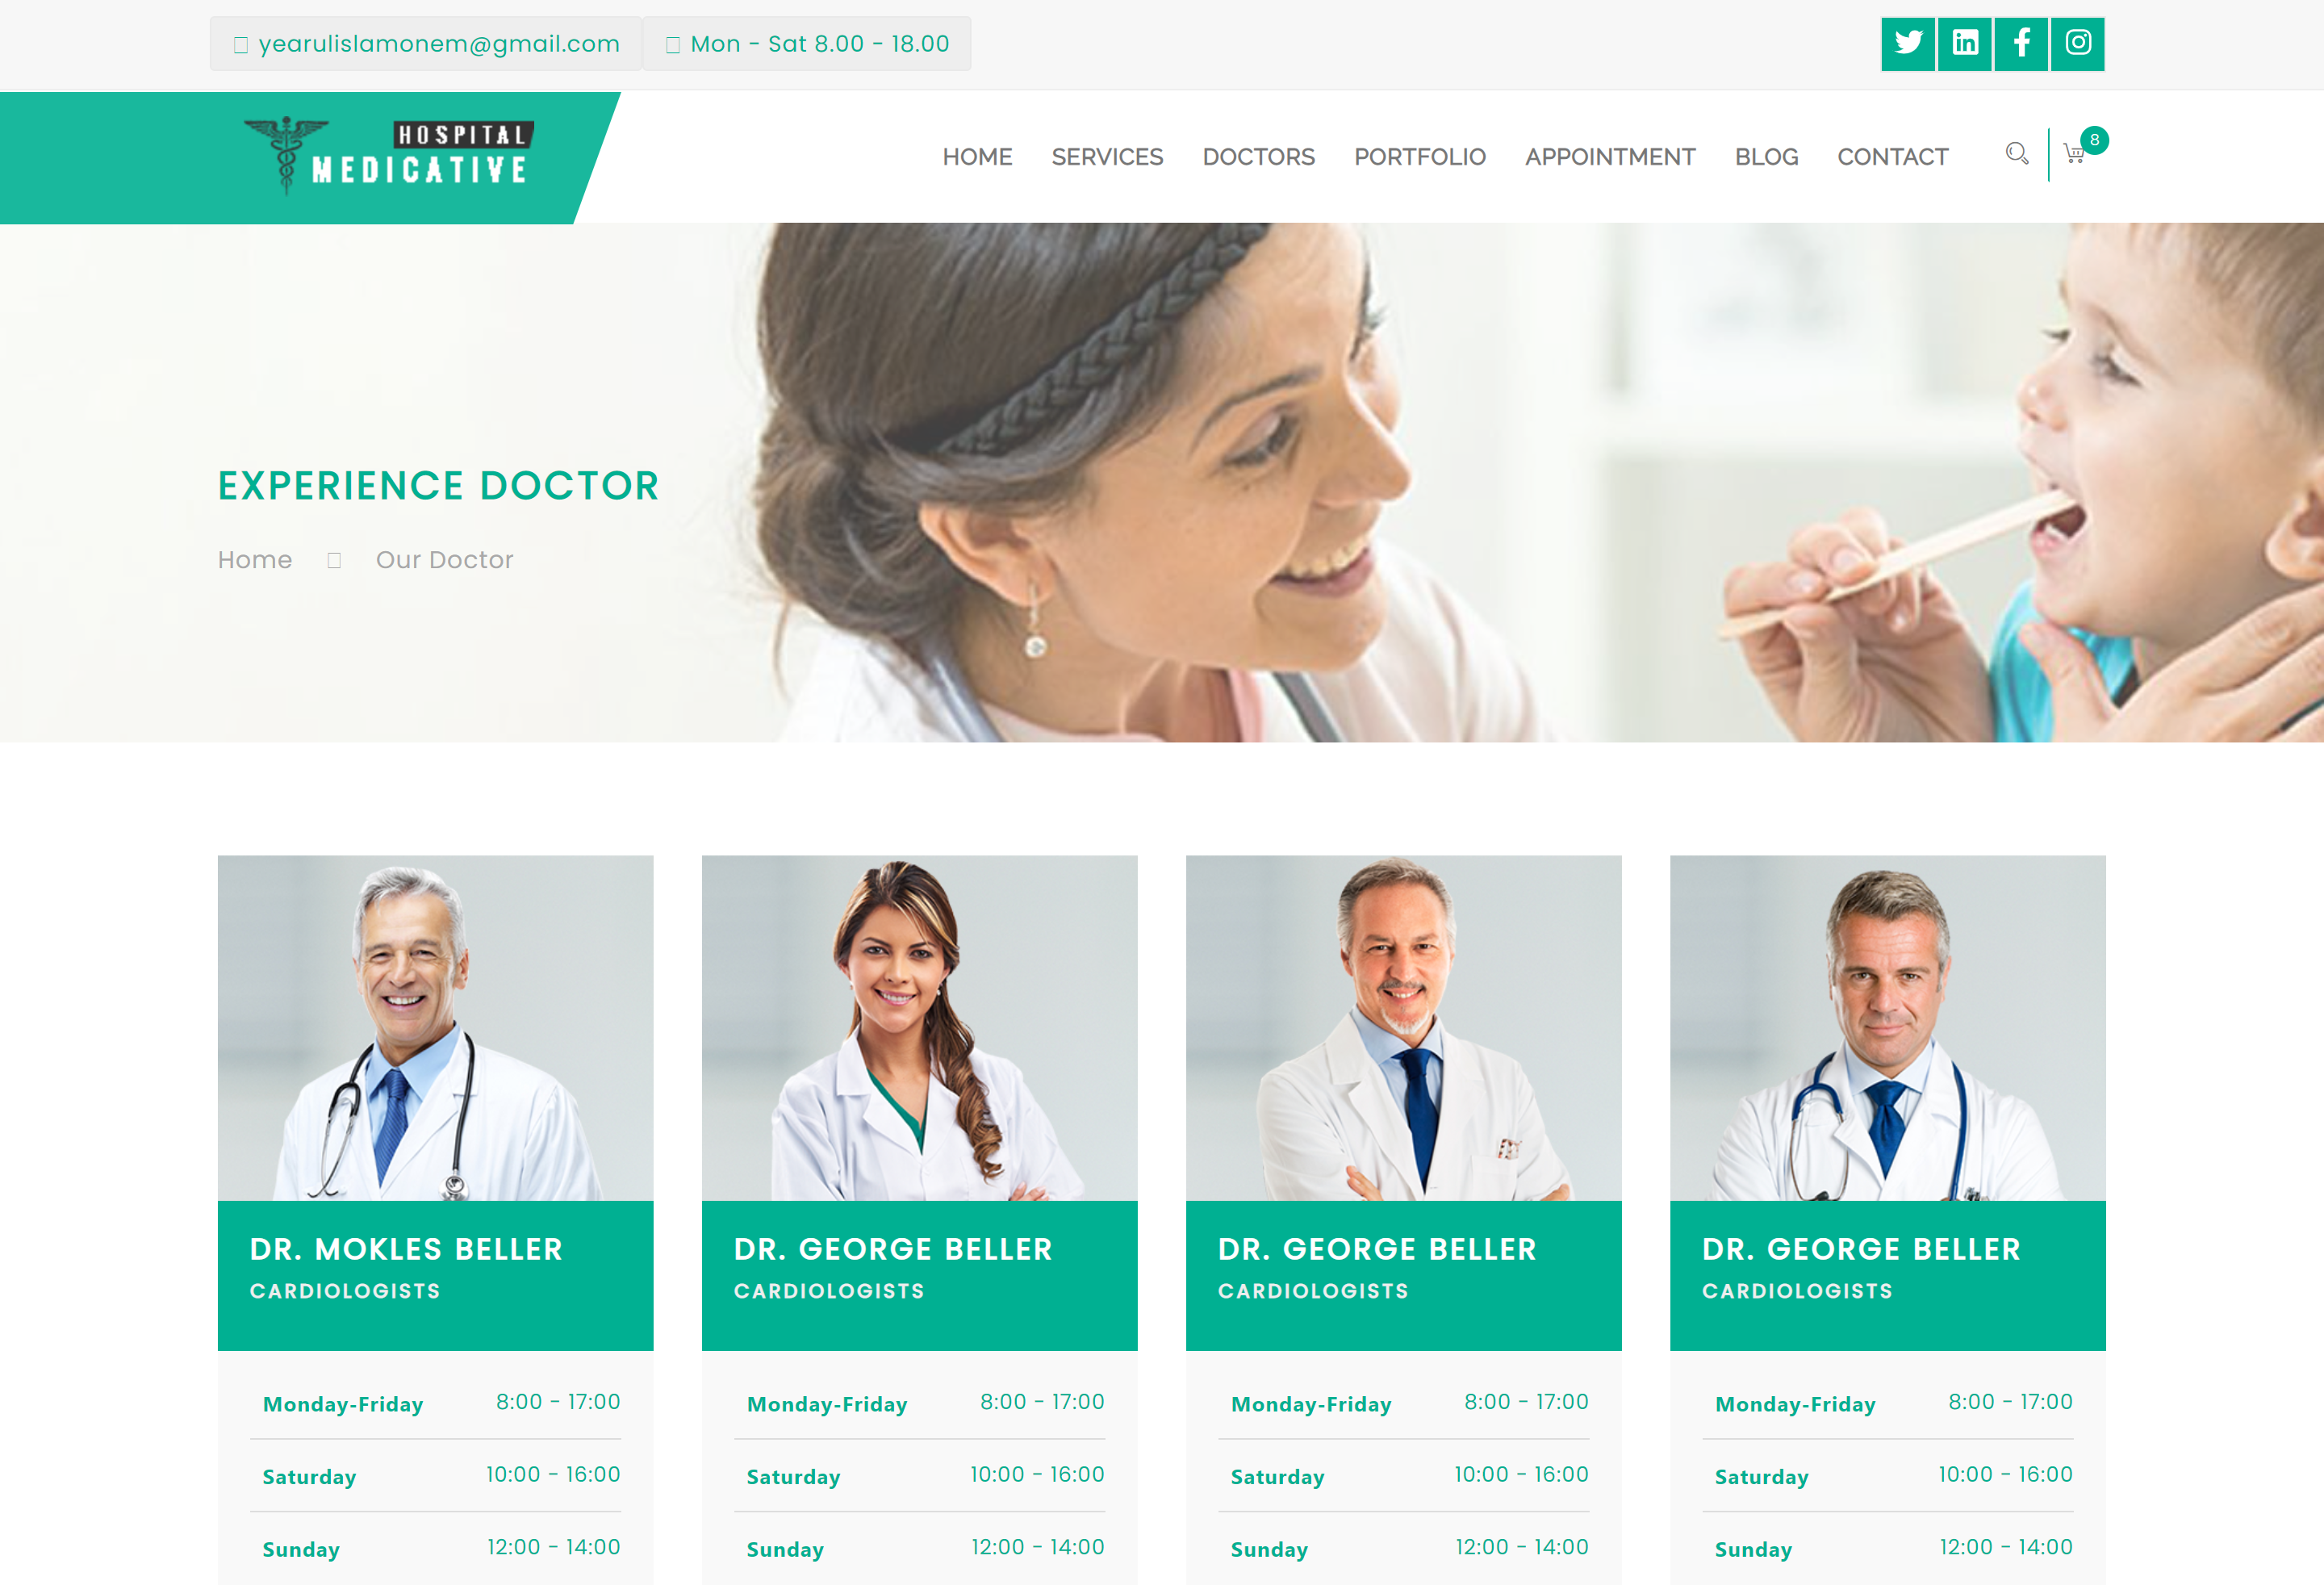 yearulislamonem@gmail.com Mon - Sat 8.00 - 18.00
HOSPITAL
MEDICATIVE
HOME SERVICES DOCTORS PORTFOLIO APPOINTMENT BLOG CONTACT 8
EXPERIENCE DOCTOR
Home Our Doctor
DR. MOKLES BELLER
CARDIOLOGISTS
Monday-Friday 8:00 - 17:00
Saturday 10:00 - 16:00
Sunday 12:00 - 14:00
DR. GEORGE BELLER
CARDIOLOGISTS
Monday-Friday 8:00 - 17:00
Saturday 10:00 - 16:00
Sunday 12:00 - 14:00
DR. GEORGE BELLER
CARDIOLOGISTS
Monday-Friday 8:00 - 17:00
Saturday 10:00 - 16:00
Sunday 12:00 - 14:00
DR. GEORGE BELLER
CARDIOLOGISTS
Monday-Friday 8:00 - 17:00
Saturday 10:00 - 16:00
Sunday 12:00 - 14:00